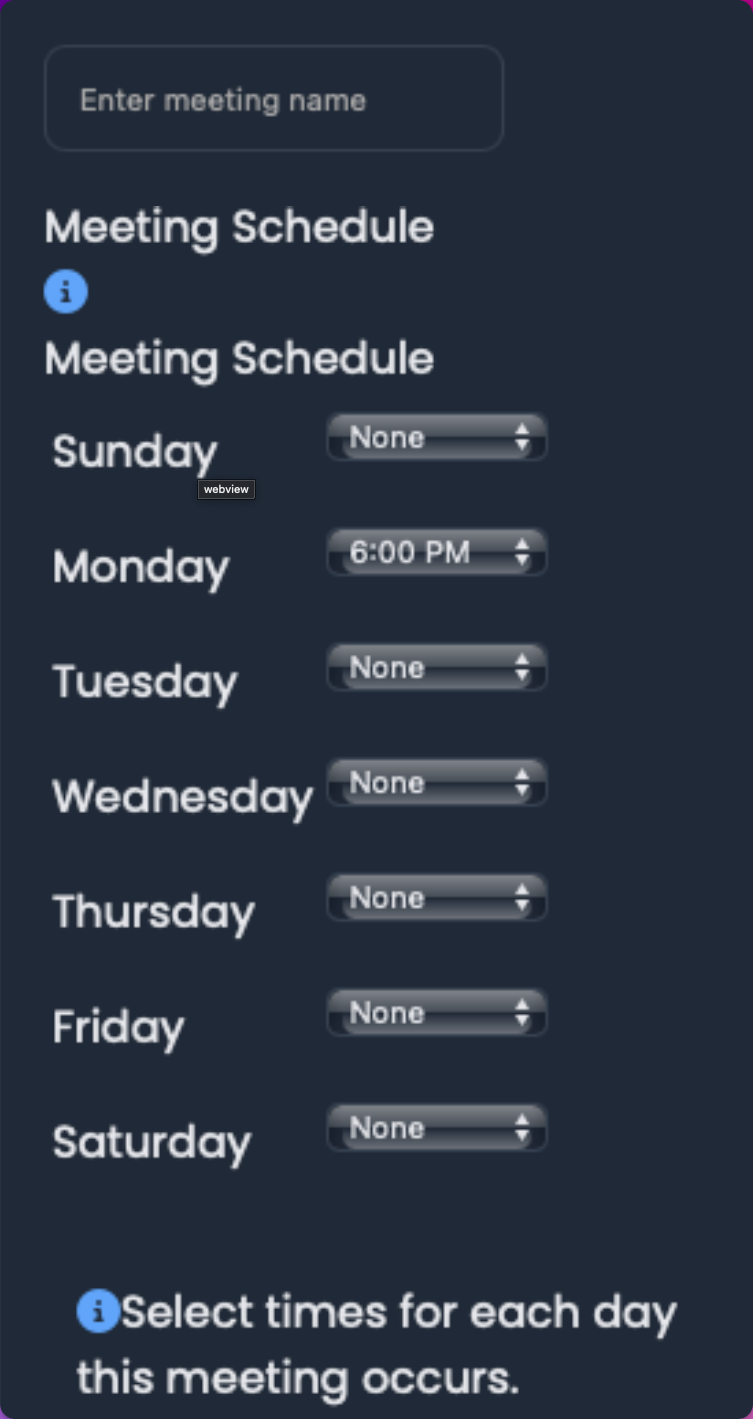 Enter meeting name
Meeting Schedule
i
Meeting Schedule
Sunday None
webview
Monday 6:00 PM
Tuesday None
Wednesday None
Thursday None
Friday None
Saturday None
i Select times for each day
this meeting occurs.